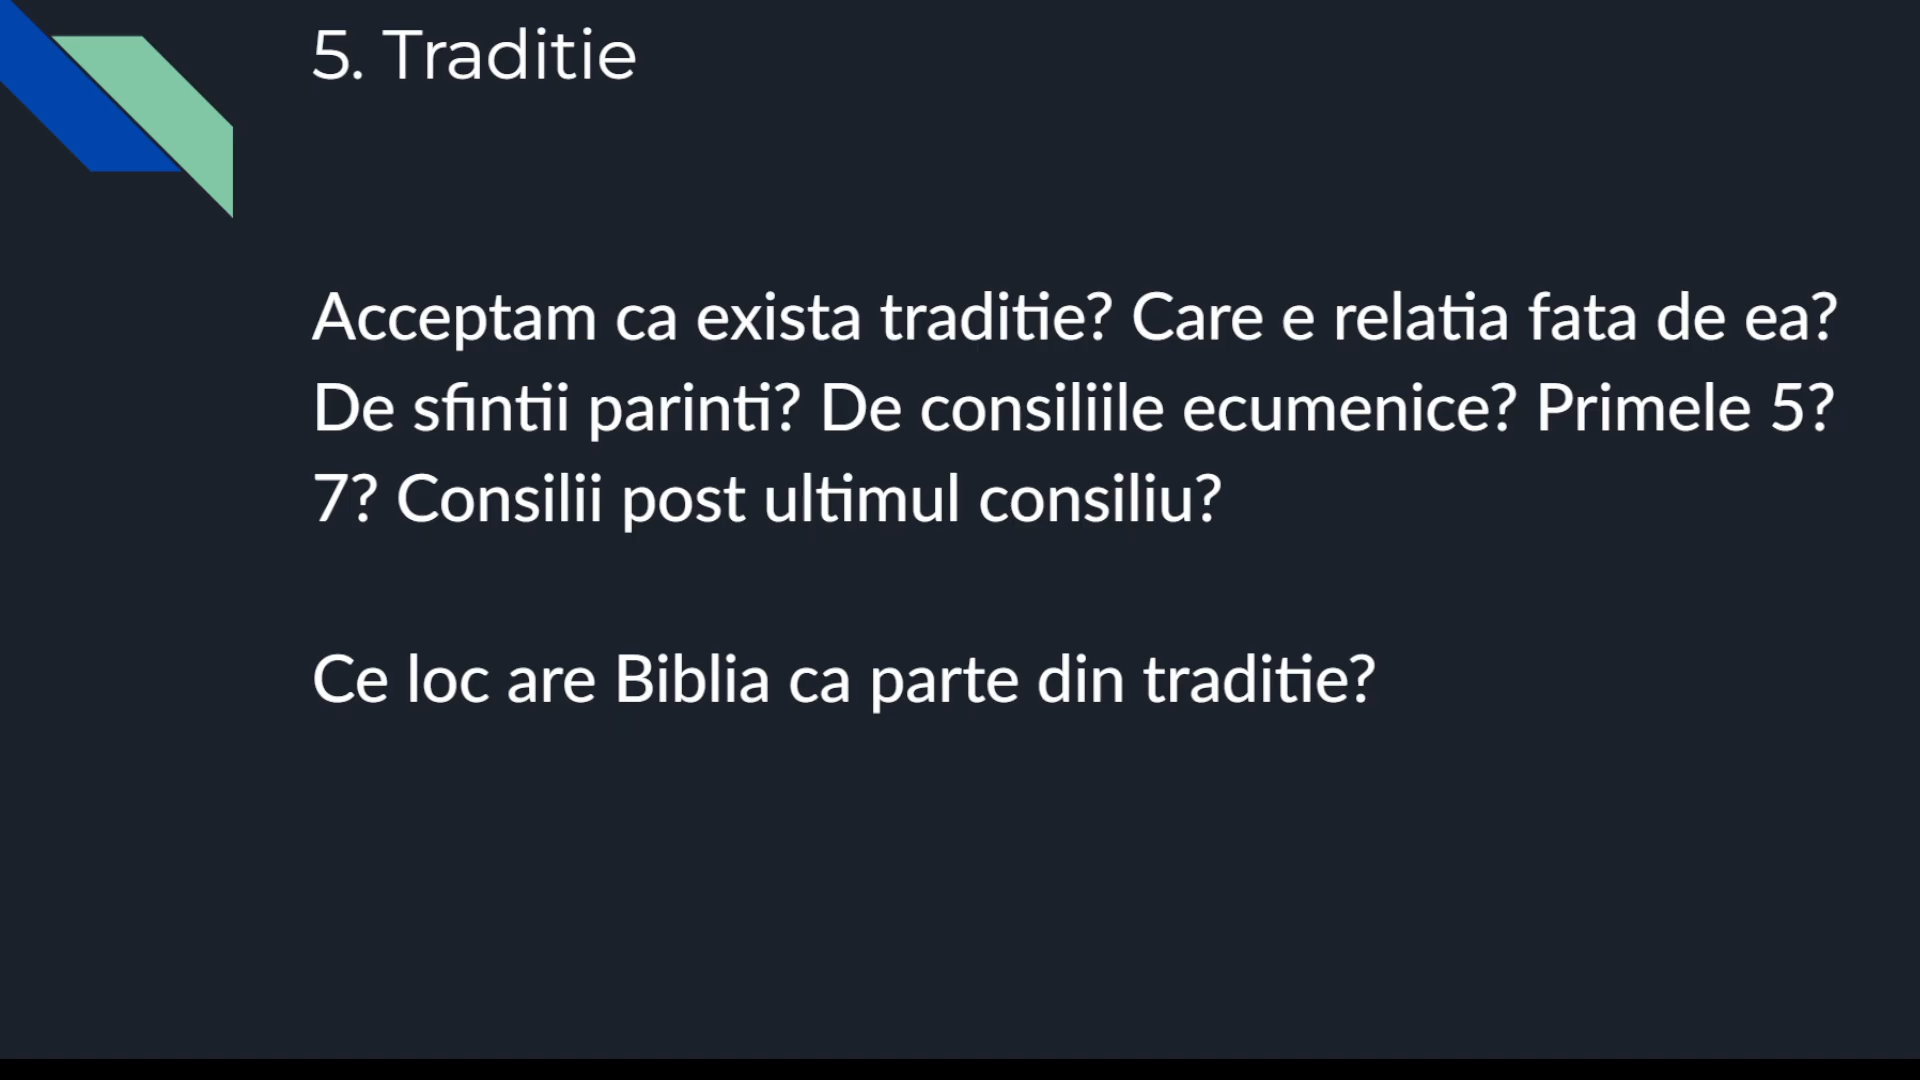 5. Traditie
Acceptam ca exista traditie? Care e relatia fata de ea?
De sfintii parinti? De consiliile ecumenice? Primele 5?
7? Consilii post ultimul consiliu?
Ce loc are Biblia ca parte din traditie?